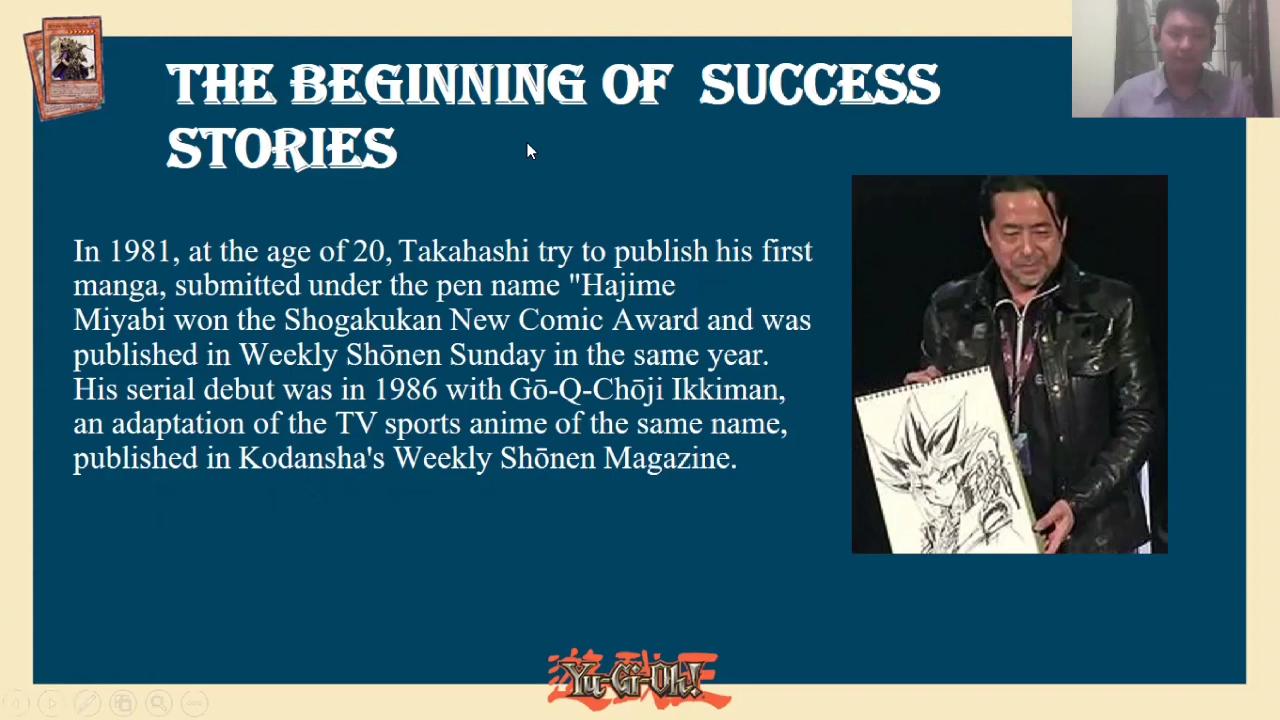 THE BEGINNING OF SUCCESS
STORIES
In 1981, at the age of 20, Takahashi try to publish his first
manga, submitted under the pen name "Hajime
Miyabi won the Shogakukan New Comic Award and was
published in Weekly Shōnen Sunday in the same year.
His serial debut was in 1986 with Gō-Q-Chōji Ikkiman,
an adaptation of the TV sports anime of the same name,
published in Kodansha's Weekly Shōnen Magazine.
遊戯王
Yu-Gi-Oh!